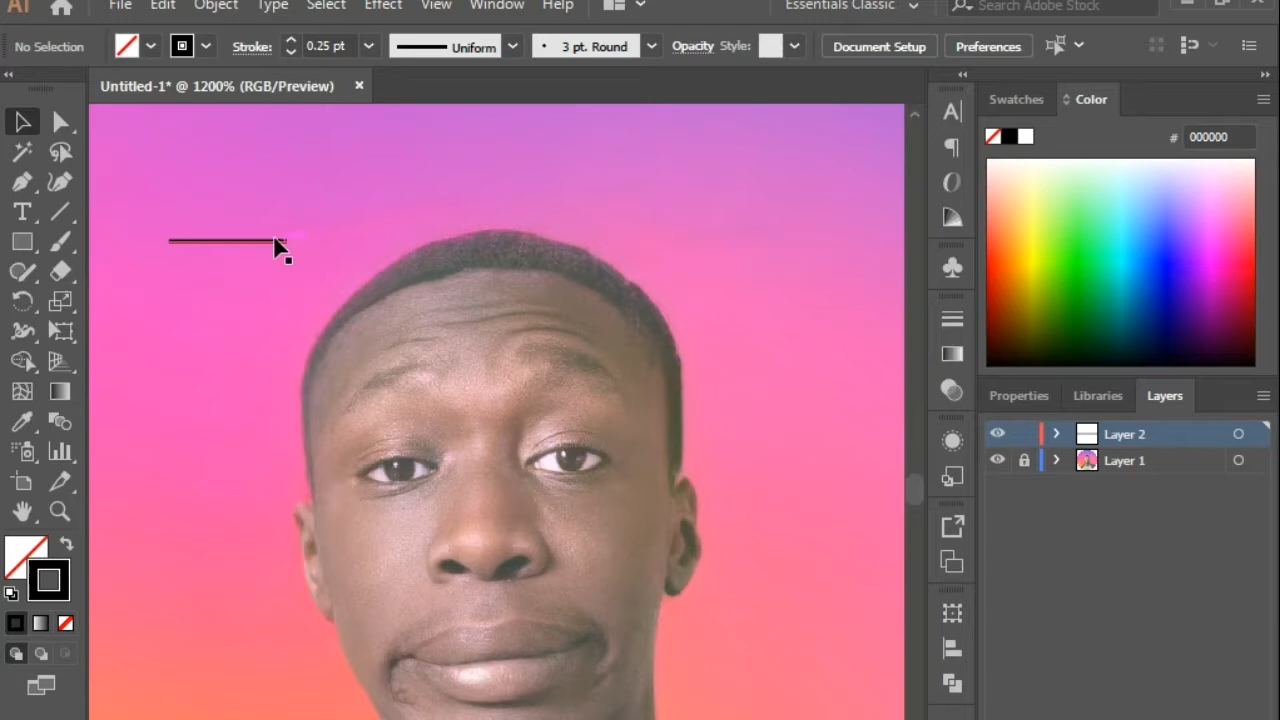 Ai File Edit Object Type Select Effect View Window Help Essentials Classic Search Adobe Stock
No Selection Stroke: 0.25 pt Uniform 3 pt. Round Opacity Style: Document Setup Preferences
Untitled-1* @ 1200% (RGB/Preview) ×
Swatches Color
# 000000
Properties Libraries Layers
Layer 2
Layer 1